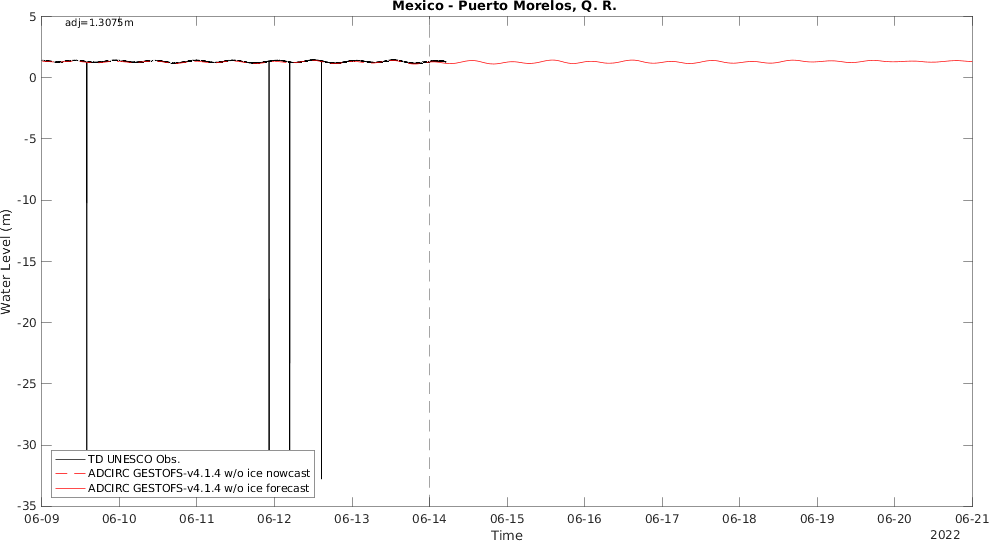 Mexico - Puerto Morelos, Q. R.
adj=1.3075m
5
0
-5
-10
-15
-20
-25
-30
-35
Water Level (m)
TD UNESCO Obs.
ADCIRC GESTOFS-v4.1.4 w/o ice nowcast
ADCIRC GESTOFS-v4.1.4 w/o ice forecast
06-09 06-10 06-11 06-12 06-13 06-14 06-15 06-16 06-17 06-18 06-19 06-20 06-21
Time
2022